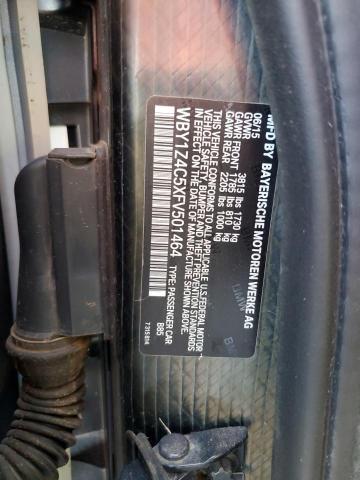 MFD BY BAYERISCHE MOTOREN WERKE AG
06/15
GVWR 3815 lbs 1730 kg
GAWR FRONT 1785 lbs 810 kg
GAWR REAR 2205 lbs 1000 kg
THIS VEHICLE CONFORMS TO ALL APPLICABLE U.S. FEDERAL MOTOR
VEHICLE SAFETY, BUMPER, AND THEFT PREVENTION STANDARDS
IN EFFECT ON THE DATE OF MANUFACTURE SHOWN ABOVE.
WBY1Z4C5XFV501464 TYPE: PASSENGER CAR
B85